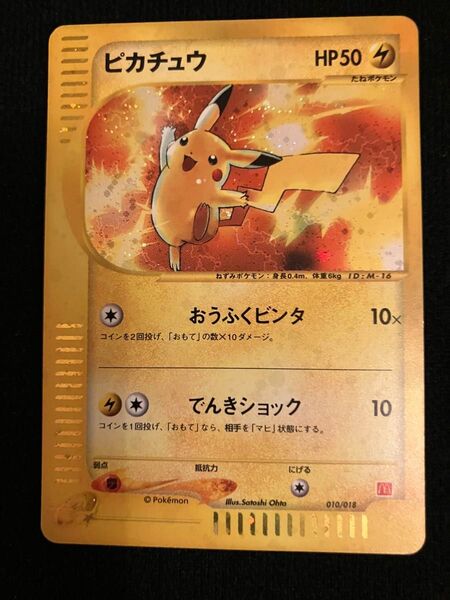 ピカチュウ
HP50
たねポケモン
ねずみポケモン：身長0.4m、体重6kg ID:M-16
おうふくビンタ 10×
コインを2回投げ、「おもて」の数×10ダメージ。
でんきショック 10
コインを1回投げ、「おもて」なら、相手を「マヒ」状態にする。
弱点 抵抗力 にげる
©Pokémon Illus.Satoshi Ohta 010/018